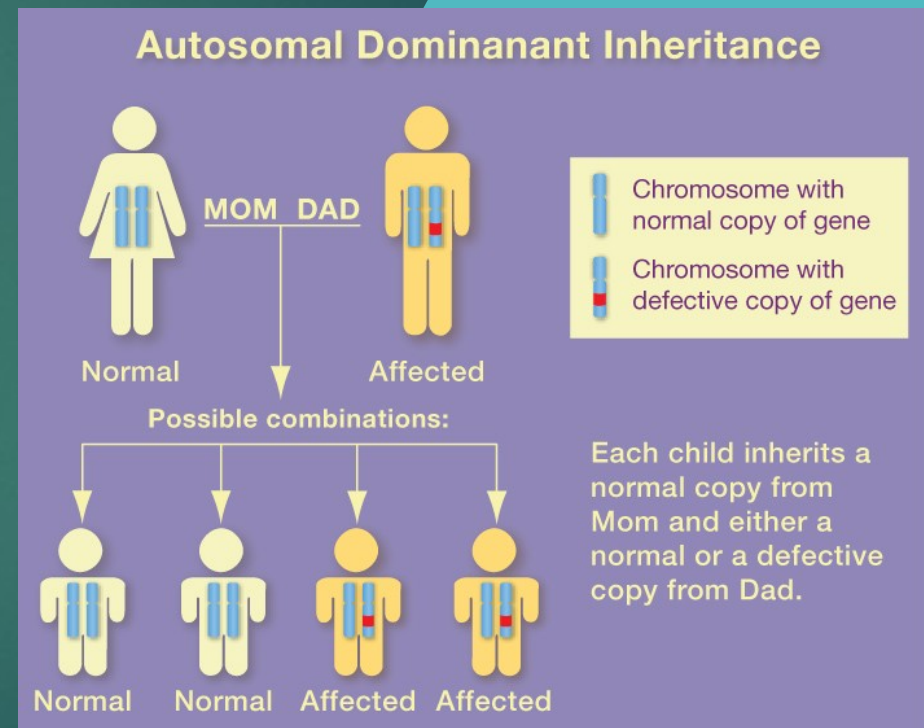 Autosomal Dominanant Inheritance
MOM DAD
Normal
Affected
Chromosome with
normal copy of gene
Chromosome with
defective copy of gene
Possible combinations:
Each child inherits a
normal copy from
Mom and either a
normal or a defective
copy from Dad.
Normal
Normal
Affected
Affected